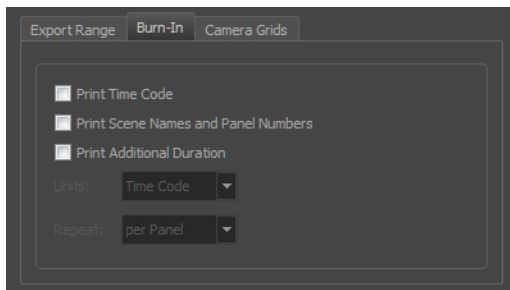 Export Range Burn-In Camera Grids
Print Time Code
Print Scene Names and Panel Numbers
Print Additional Duration
Units: Time Code
Repeat: per Panel